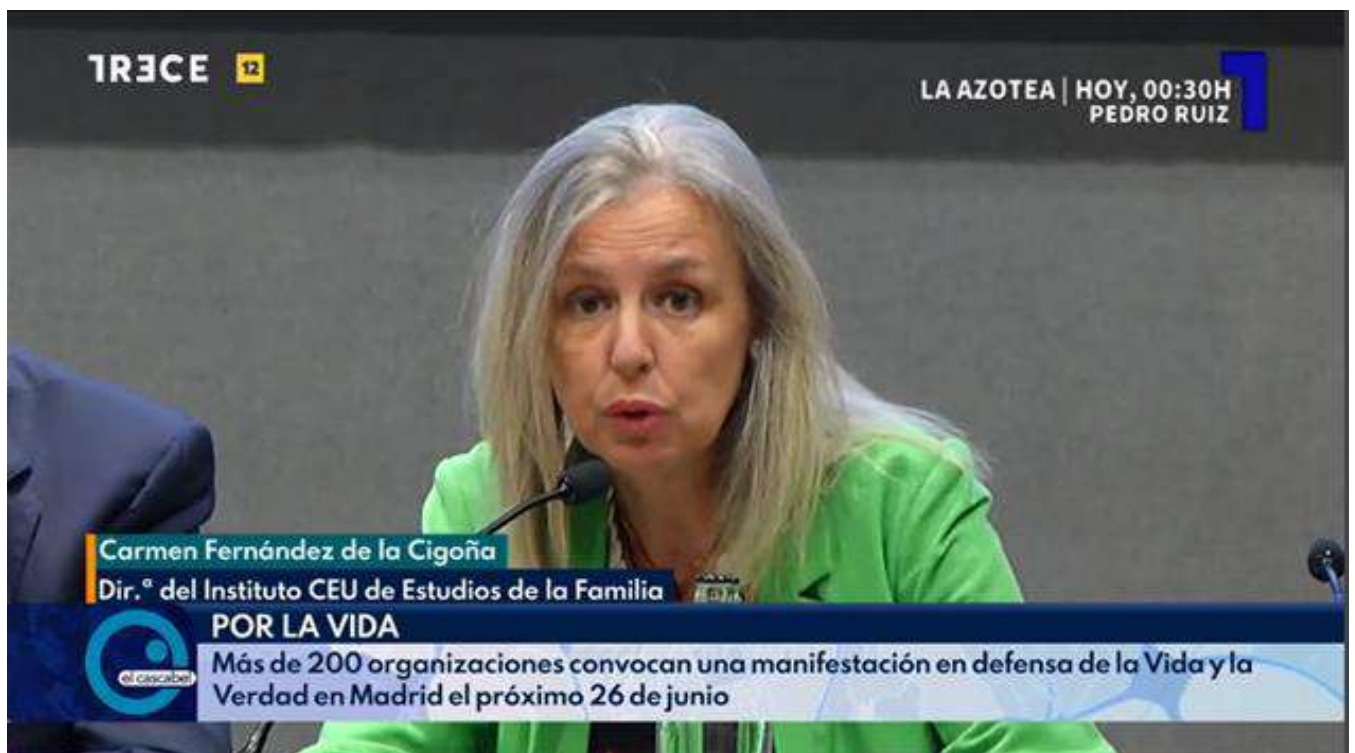 TRECE 12
LA AZOTEA | HOY, 00:30H
PEDRO RUIZ
Carmen Fernández de la Cigoña
Dir.ª del Instituto CEU de Estudios de la Familia
POR LA VIDA
el cascabel
Más de 200 organizaciones convocan una manifestación en defensa de la Vida y la
Verdad en Madrid el próximo 26 de junio